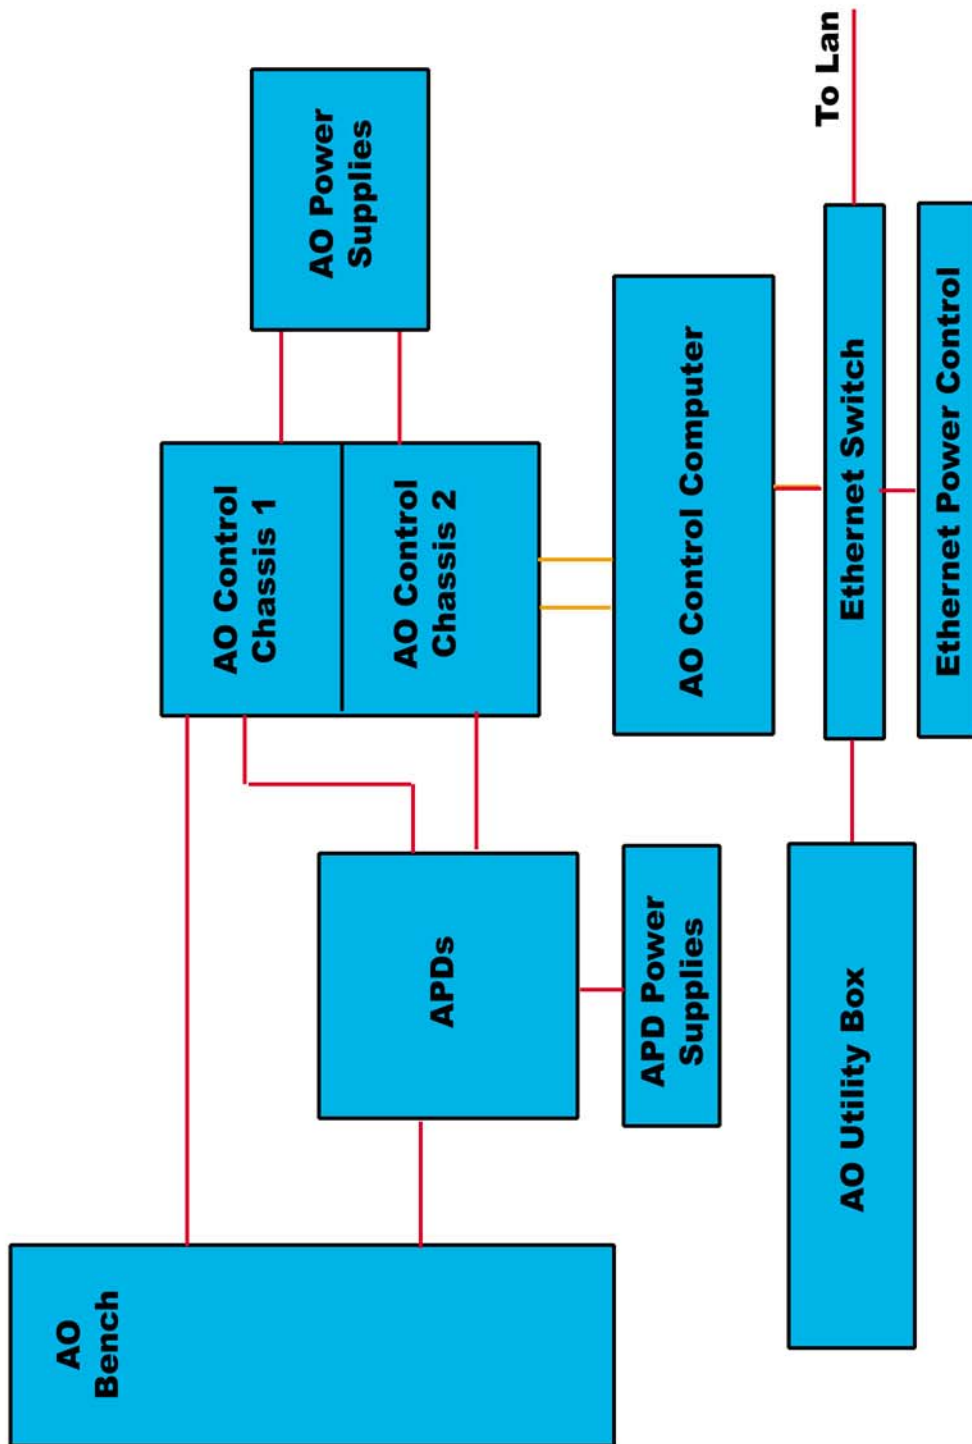 AO
Bench
AO Control
Chassis 1
AO Control
Chassis 2
AO Power
Supplies
APDs
APD Power
Supplies
AO Control Computer
AO Utility Box
Ethernet Switch
To Lan
Ethernet Power Control